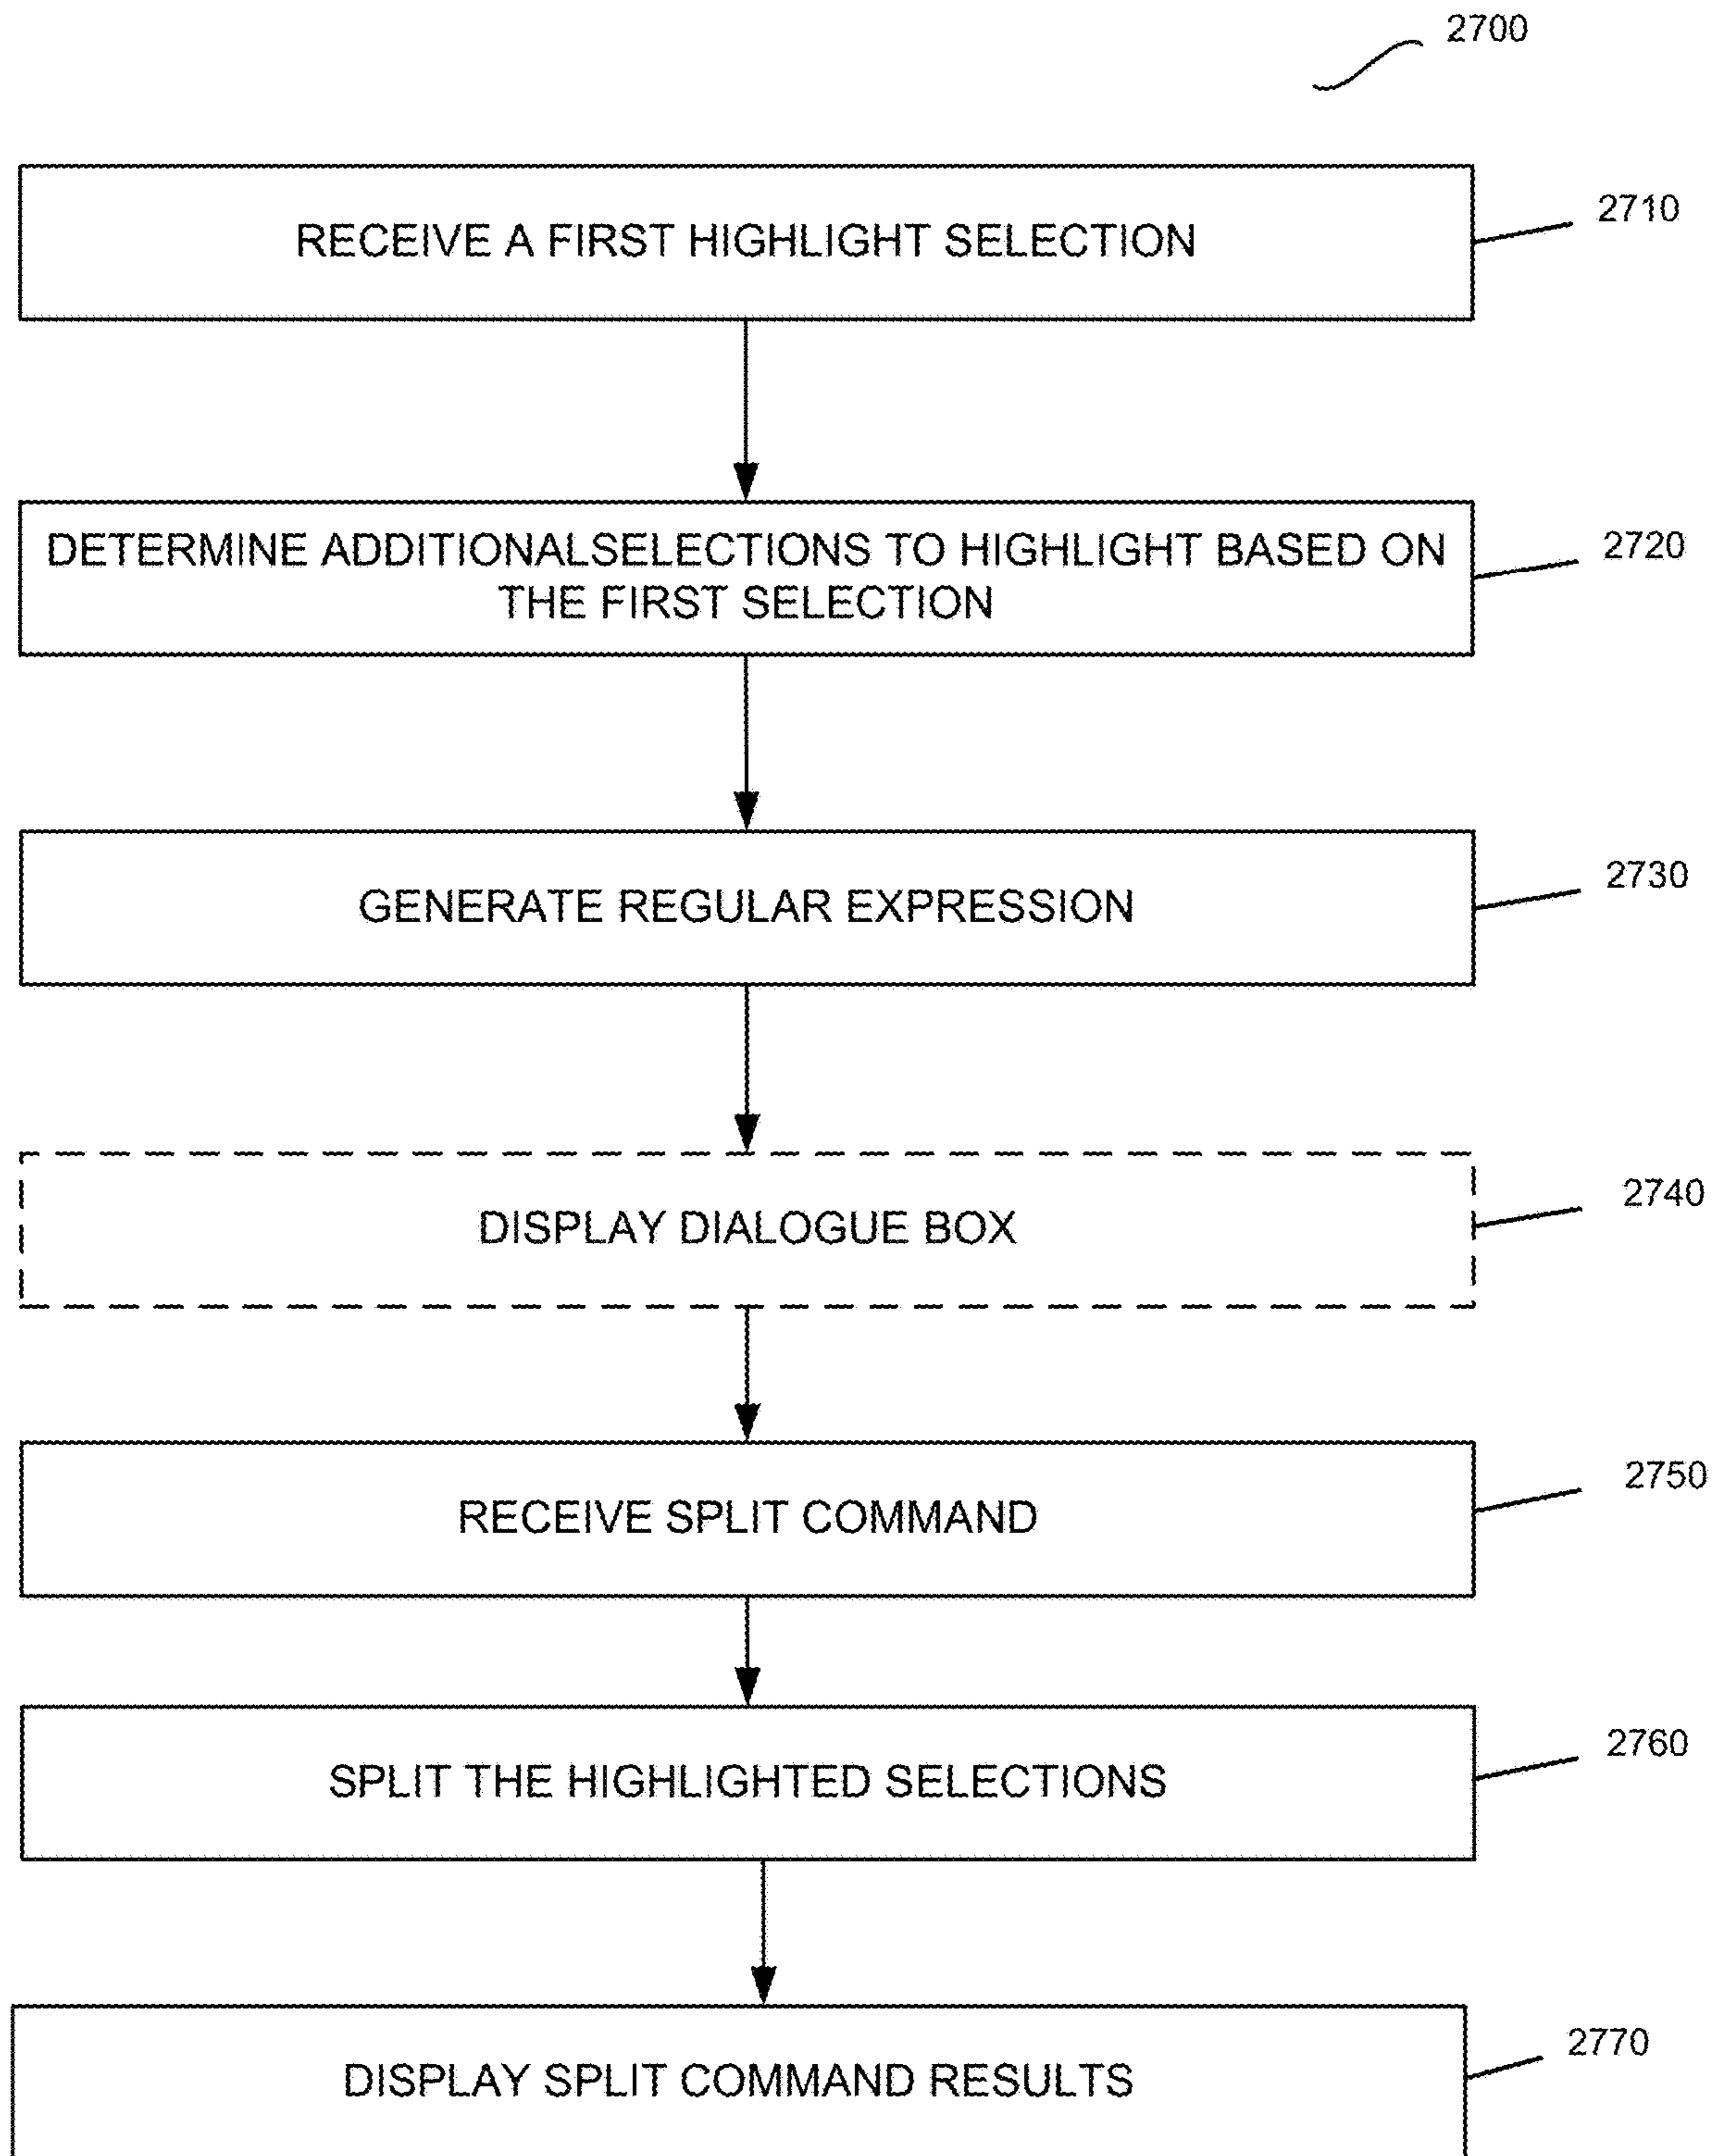 2700
RECEIVE A FIRST HIGHLIGHT SELECTION
2710
DETERMINE ADDITIONALSELECTIONS TO HIGHLIGHT BASED ON
THE FIRST SELECTION
2720
GENERATE REGULAR EXPRESSION
2730
DISPLAY DIALOGUE BOX
2740
RECEIVE SPLIT COMMAND
2750
SPLIT THE HIGHLIGHTED SELECTIONS
2760
DISPLAY SPLIT COMMAND RESULTS
2770